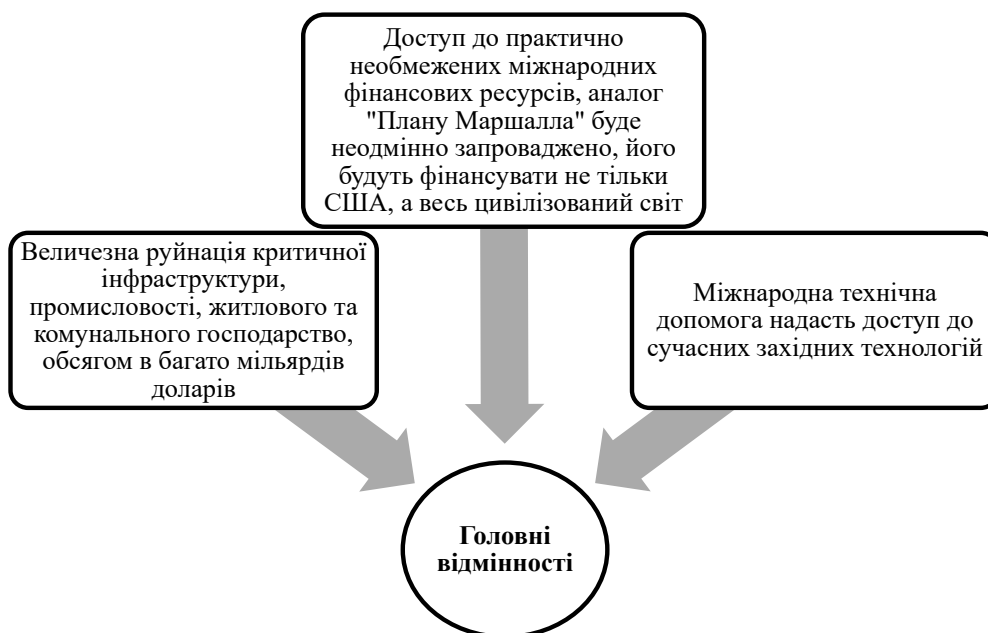 Доступ до практично
необмежених міжнародних
фінансових ресурсів, аналог
"Плану Маршалла" буде
неодмінно запроваджено, його
будуть фінансувати не тільки
США, а весь цивілізований світ
Величезна руйнація критичної
інфраструктури,
промисловості, житлового та
комунального господарство,
обсягом в багато мільярдів
доларів
Міжнародна технічна
допомога надасть доступ до
сучасних західних технологій
Головні
відмінності